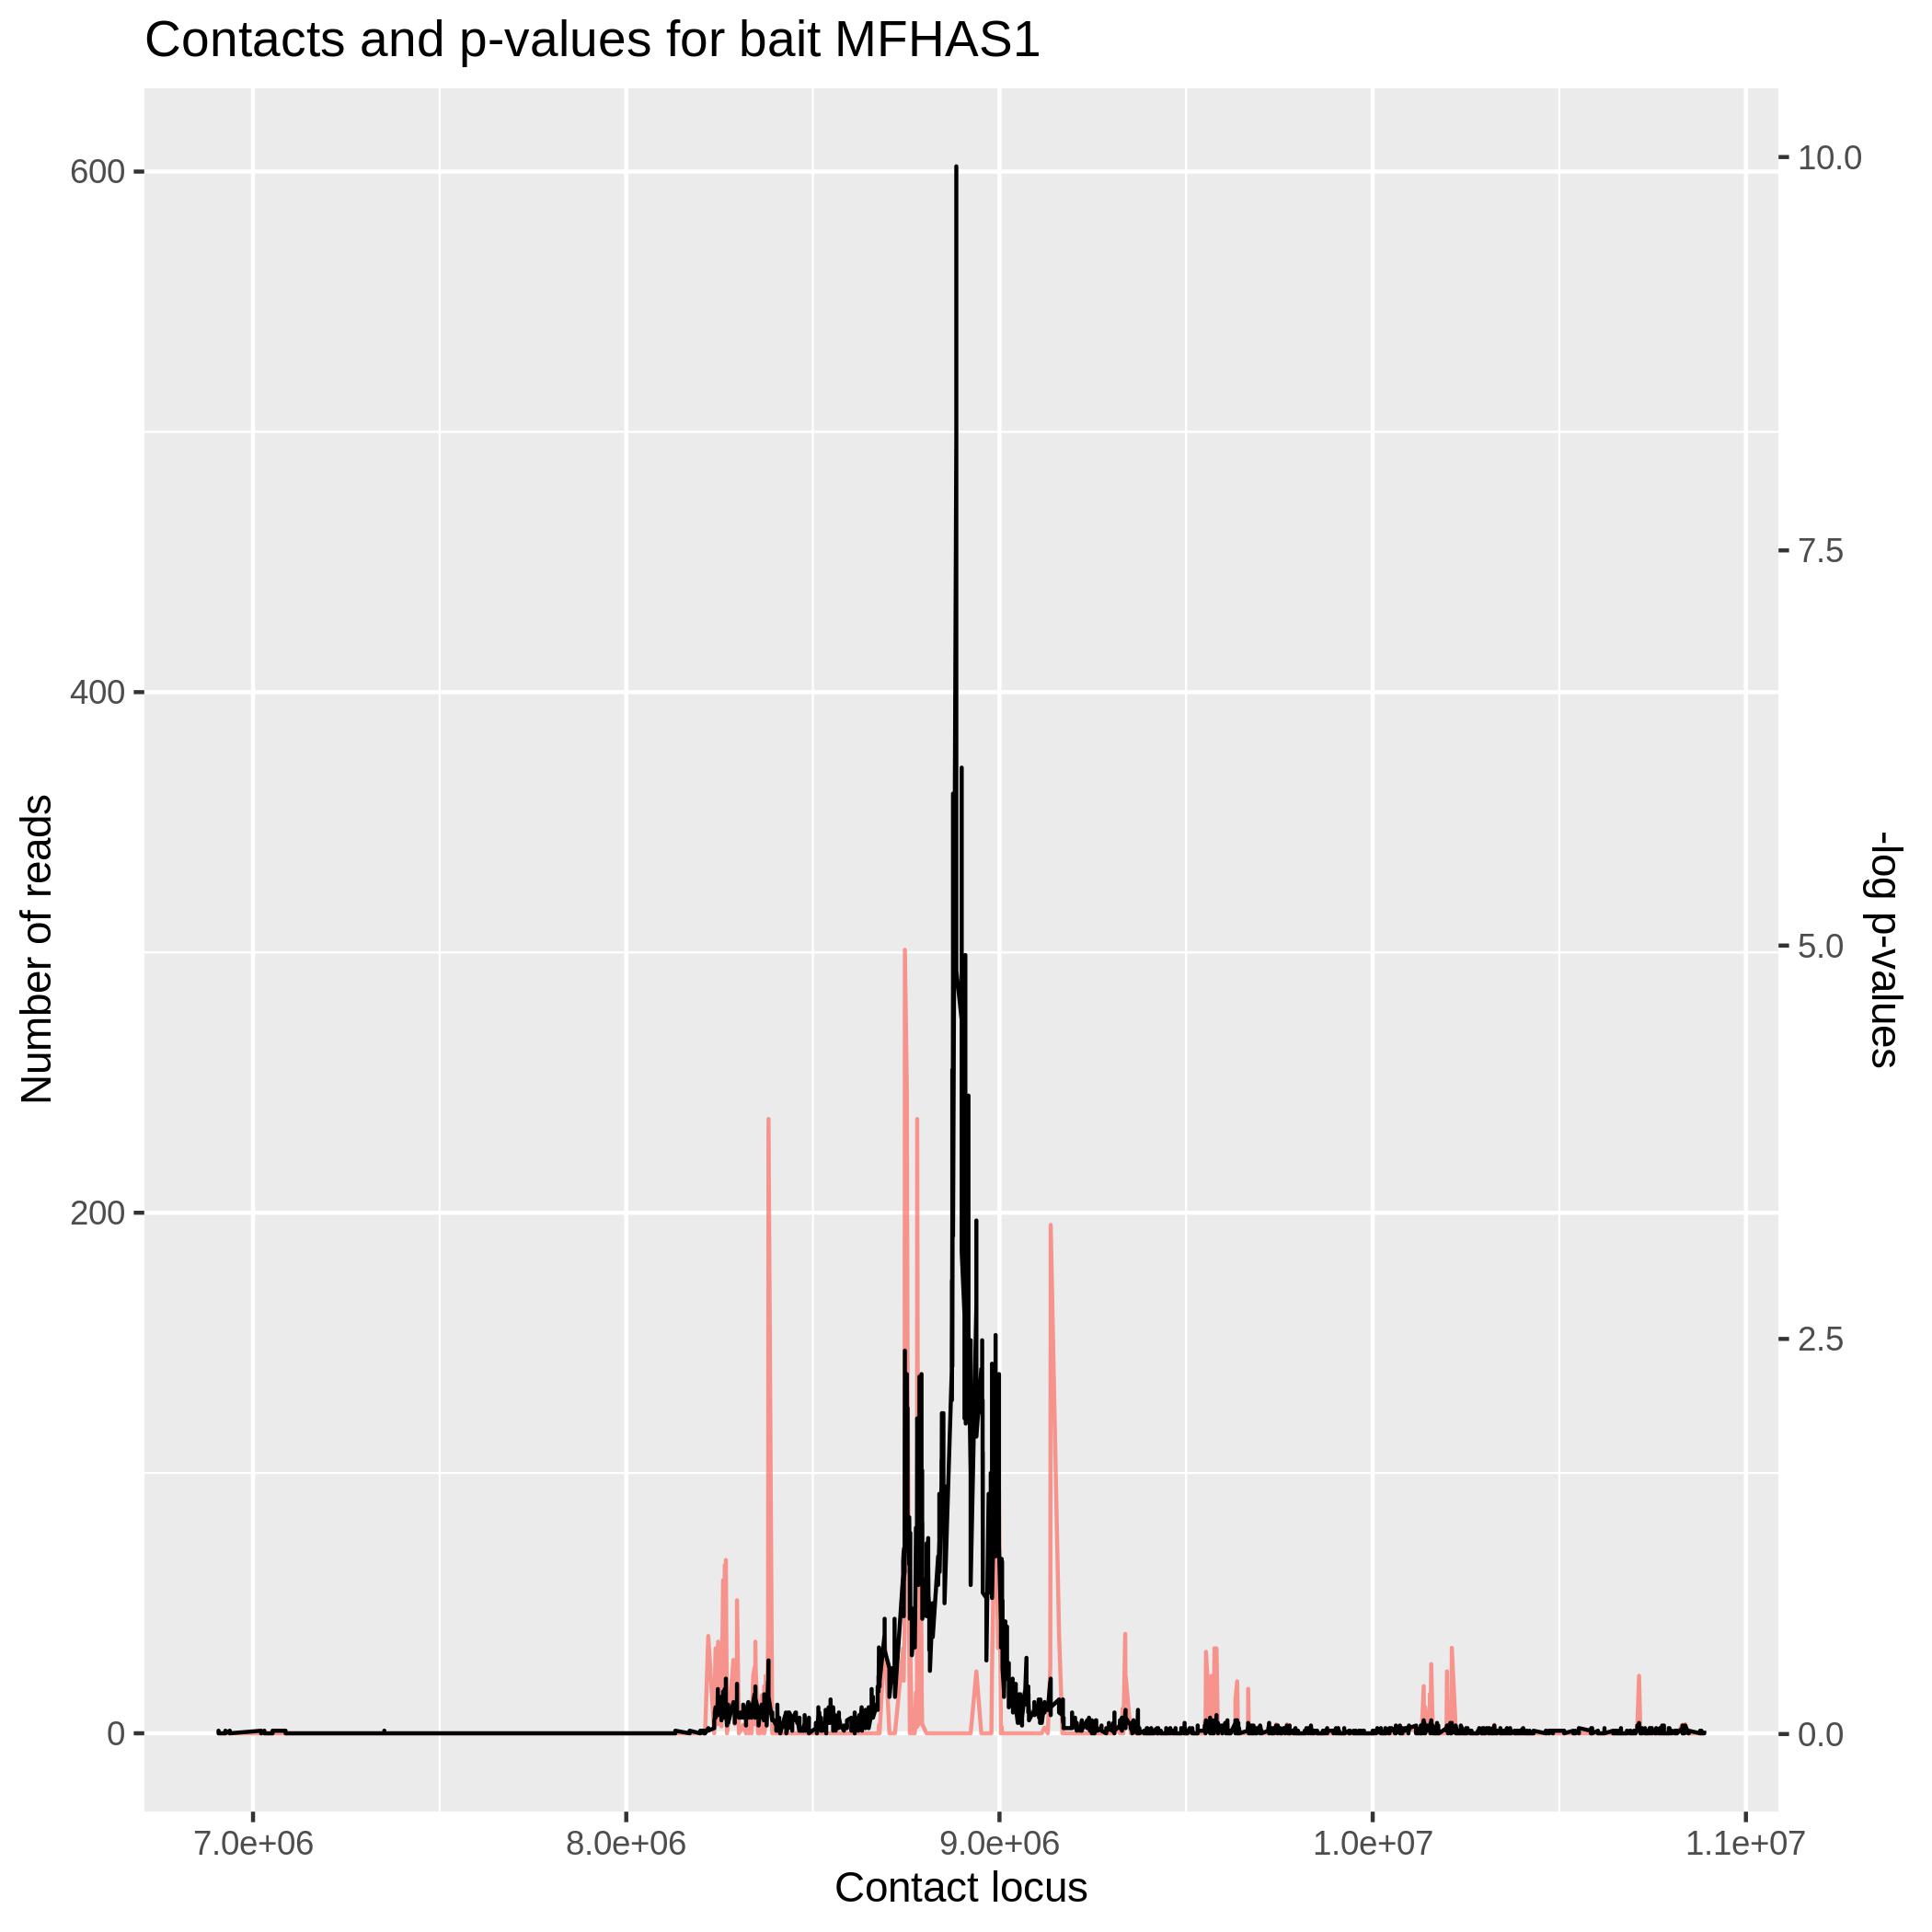 Contacts and p-values for bait MFHAS1
600
400
200
0
Number of reads
10.0
7.5
5.0
2.5
0.0
-log p-values
7.0e+06
8.0e+06
9.0e+06
1.0e+07
1.1e+07
Contact locus